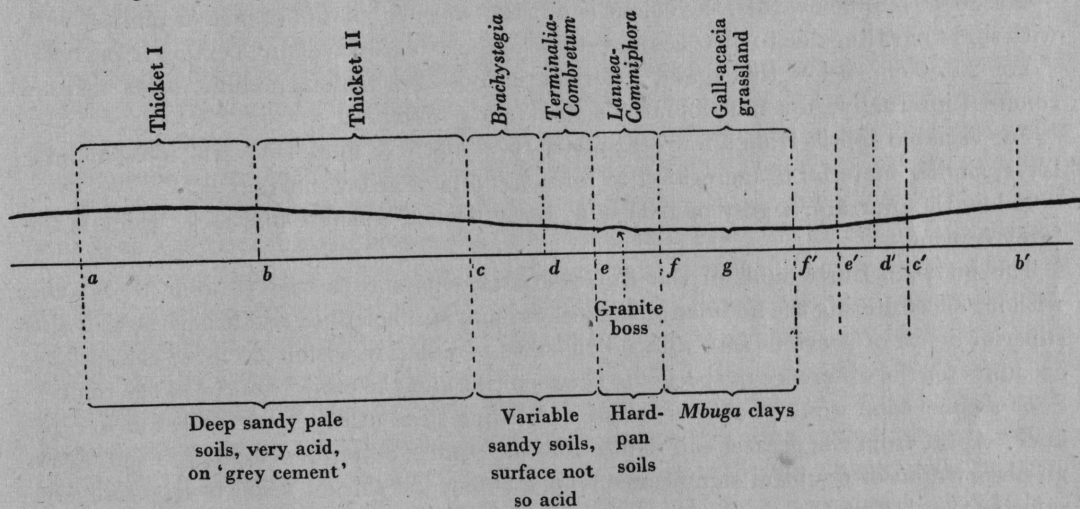 Thicket I
Thicket II
Brachystegia
Terminalia-
Combretum
Lannea-
Commiphora
Gall-acacia
grassland
a
b
c
d
e
f
g
f′
e′
d′
c′
b′
Granite
boss
Deep sandy pale
soils, very acid,
on ‘grey cement’
Variable
sandy soils,
surface not
so acid
Hard-
pan
soils
Mbuga clays